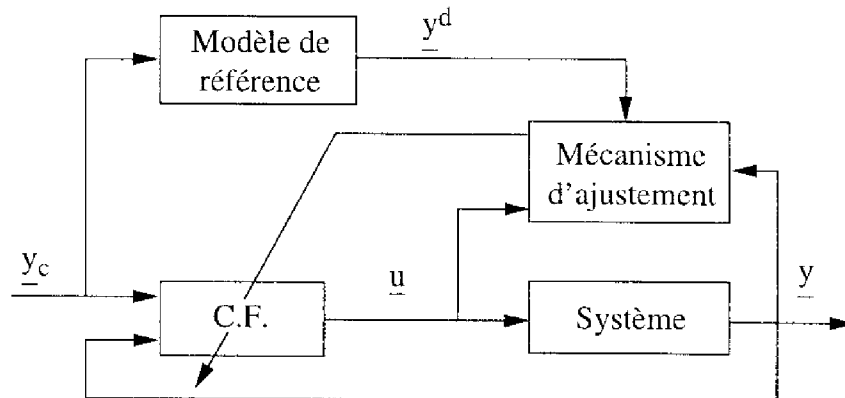 Modèle de
référence
y^d
Mécanisme
d'ajustement
y_c
C.F.
u
Système
y